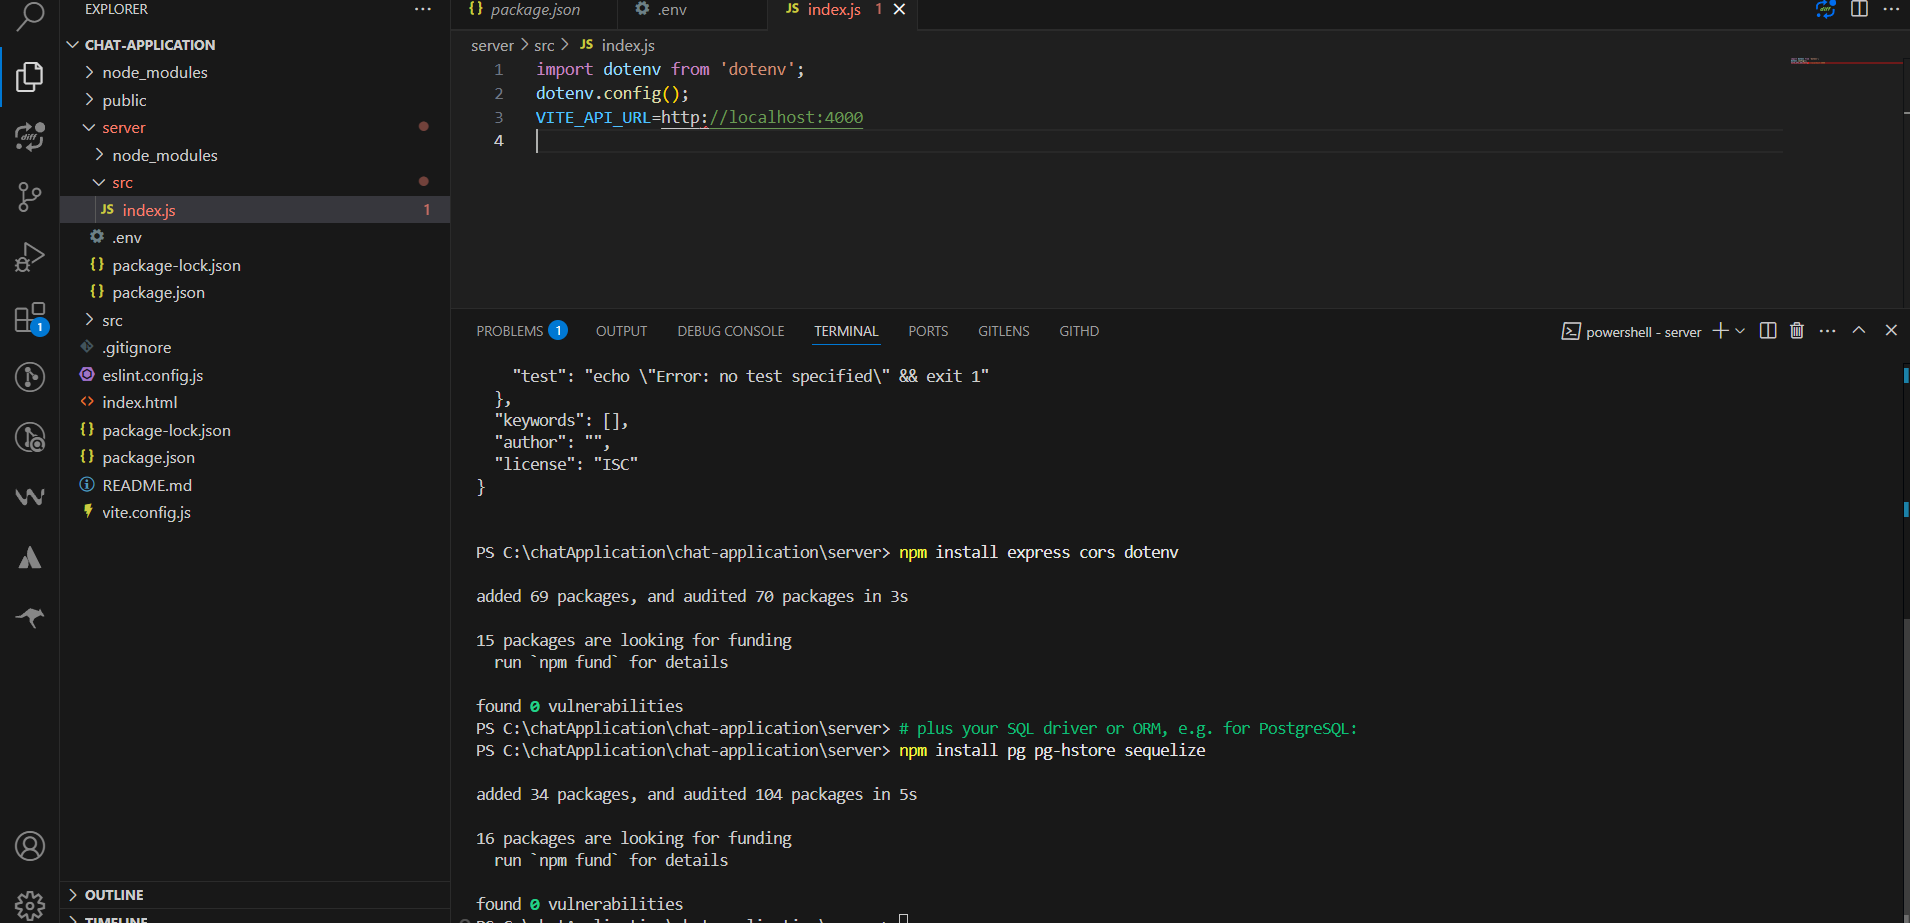 EXPLORER
CHAT-APPLICATION
node_modules
public
server
node_modules
src
index.js 1
.env
package-lock.json
package.json
src
.gitignore
eslint.config.js
index.html
package-lock.json
package.json
README.md
vite.config.js
OUTLINE
TIMELINE
1
package.json
.env
index.js 1
server > src > JS index.js
1 import dotenv from 'dotenv';
2 dotenv.config();
3 VITE_API_URL=http://localhost:4000
4
PROBLEMS 1 OUTPUT DEBUG CONSOLE TERMINAL PORTS GITLENS GITHD
powershell - server
"test": "echo \"Error: no test specified\" && exit 1"
},
"keywords": [],
"author": "",
"license": "ISC"
}
PS C:\chatApplication\chat-application\server> npm install express cors dotenv
added 69 packages, and audited 70 packages in 3s
15 packages are looking for funding
run `npm fund` for details
found 0 vulnerabilities
PS C:\chatApplication\chat-application\server> # plus your SQL driver or ORM, e.g. for PostgreSQL:
PS C:\chatApplication\chat-application\server> npm install pg pg-hstore sequelize
added 34 packages, and audited 104 packages in 5s
16 packages are looking for funding
run `npm fund` for details
found 0 vulnerabilities
PS C:\chatApplication\chat-application\server>